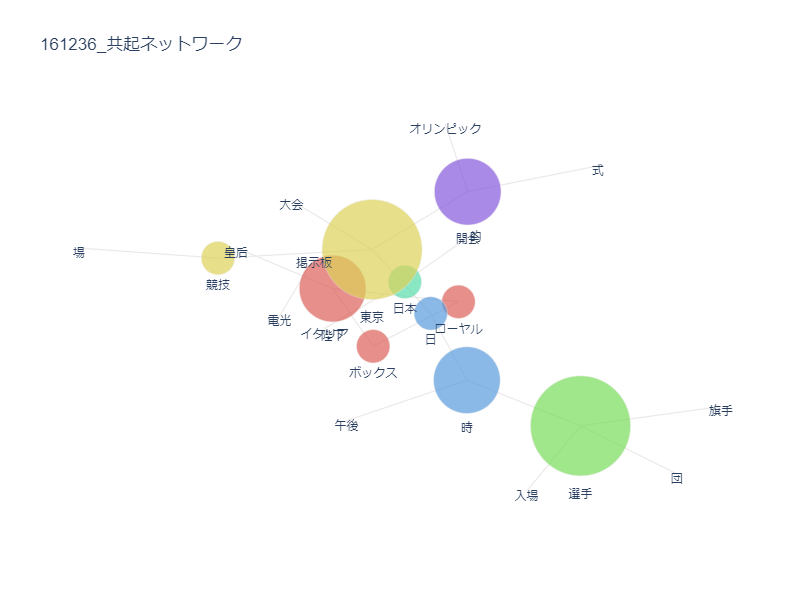 161236_共起ネットワーク
オリンピック
式
大会
開会
的
場
皇后
掲示板
競技
日本
電光
東京
イタリア
陛下
ローヤル
日
ボックス
旗手
午後
時
団
選手
入場